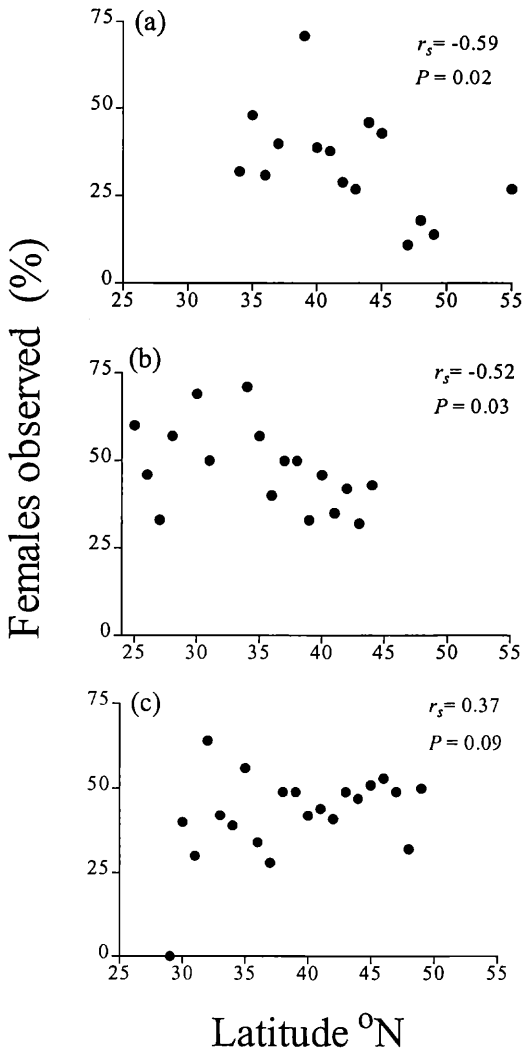 Females observed (%)
(a)
r_s= -0.59
P = 0.02
75
50
25
0
25 30 35 40 45 50 55
(b)
r_s= -0.52
P = 0.03
75
50
25
0
25 30 35 40 45 50 55
(c)
r_s= 0.37
P = 0.09
75
50
25
0
25 30 35 40 45 50 55
Latitude ⁰N